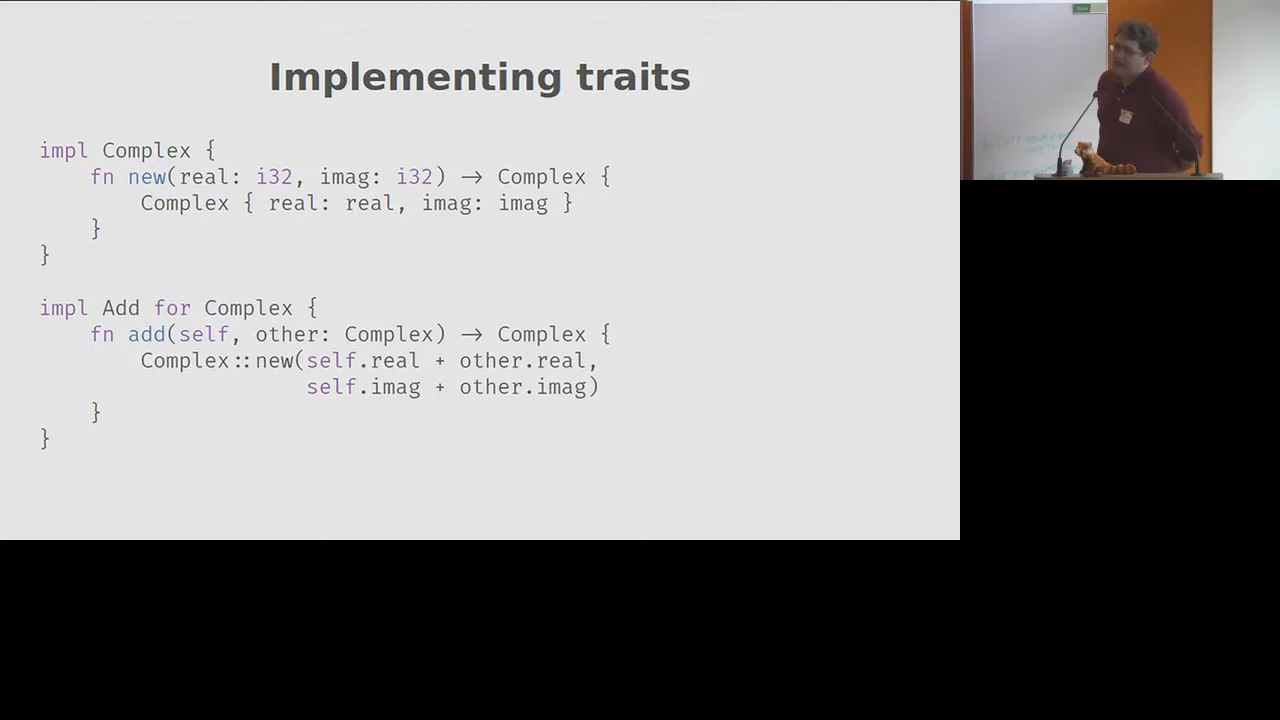 Implementing traits
impl Complex {
    fn new(real: i32, imag: i32) -> Complex {
        Complex { real: real, imag: imag }
    }
}
impl Add for Complex {
    fn add(self, other: Complex) -> Complex {
        Complex::new(self.real + other.real,
                     self.imag + other.imag)
    }
}